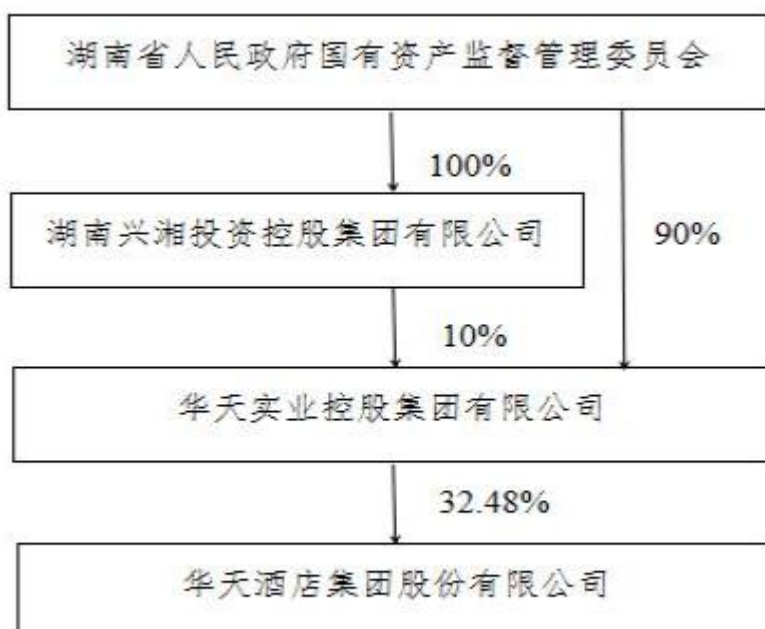 湖南省人民政府国有资产监督管理委员会
100%
湖南兴湘投资控股集团有限公司
90%
10%
华天实业控股集团有限公司
32.48%
华天酒店集团股份有限公司